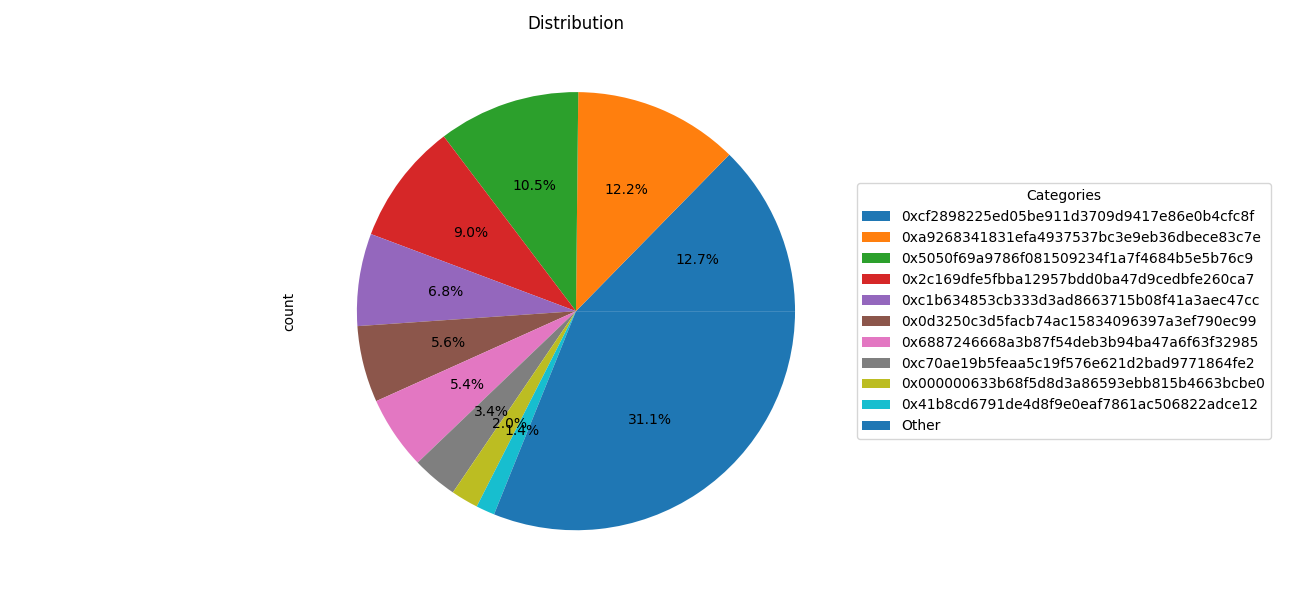 Distribution
count
12.7%
12.2%
10.5%
9.0%
6.8%
5.6%
5.4%
3.4%
2.0%
1.4%
31.1%
Categories
0xcf2898225ed05be911d3709d9417e86e0b4cfc8f
0xa9268341831efa4937537bc3e9eb36dbece83c7e
0x5050f69a9786f081509234f1a7f4684b5e5b76c9
0x2c169dfe5fbba12957bdd0ba47d9cedbfe260ca7
0xc1b634853cb333d3ad8663715b08f41a3aec47cc
0x0d3250c3d5facb74ac15834096397a3ef790ec99
0x6887246668a3b87f54deb3b94ba47a6f63f32985
0xc70ae19b5feaa5c19f576e621d2bad9771864fe2
0x000000633b68f5d8d3a86593ebb815b4663bcbe0
0x41b8cd6791de4d8f9e0eaf7861ac506822adce12
Other